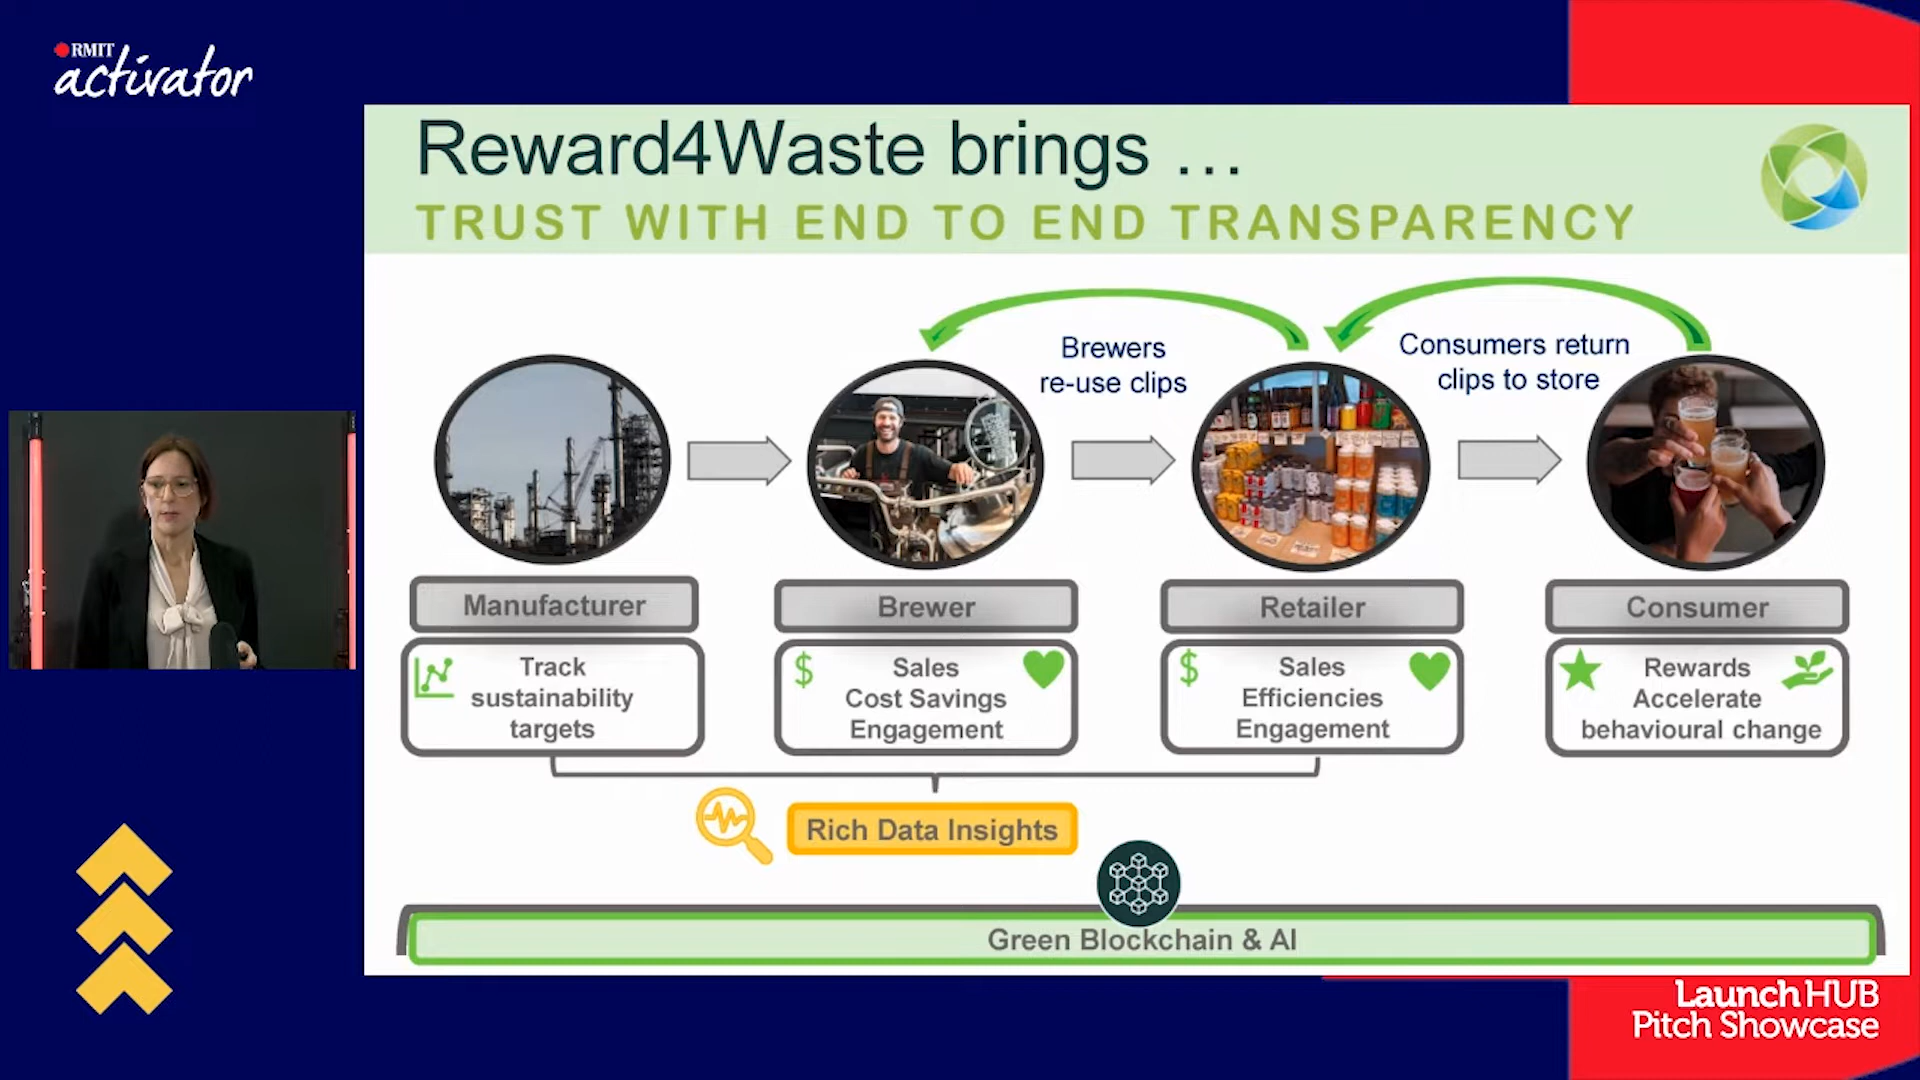 RMIT
activator
Reward4Waste brings ...
TRUST WITH END TO END TRANSPARENCY
Brewers
re-use clips
Consumers return
clips to store
Manufacturer
Brewer
Retailer
Consumer
Track
sustainability
targets
$
Sales
Cost Savings
Engagement
$
Sales
Efficiencies
Engagement
Rewards
Accelerate
behavioural change
Rich Data Insights
Green Blockchain & AI
LaunchHUB
Pitch Showcase